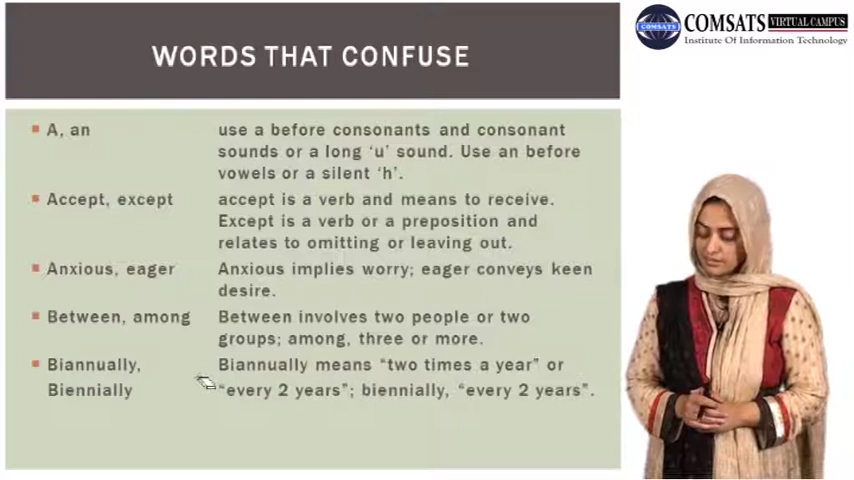 COMSATS VIRTUAL CAMPUS
Institute Of Information Technology
WORDS THAT CONFUSE
A, an use a before consonants and consonant
sounds or a long ‘u’ sound. Use an before
vowels or a silent ‘h’.
Accept, except accept is a verb and means to receive.
Except is a verb or a preposition and
relates to omitting or leaving out.
Anxious, eager Anxious implies worry; eager conveys keen
desire.
Between, among Between involves two people or two
groups; among, three or more.
Biannually, Biannually means “two times a year” or
Biennially “every 2 years”; biennially, “every 2 years”.